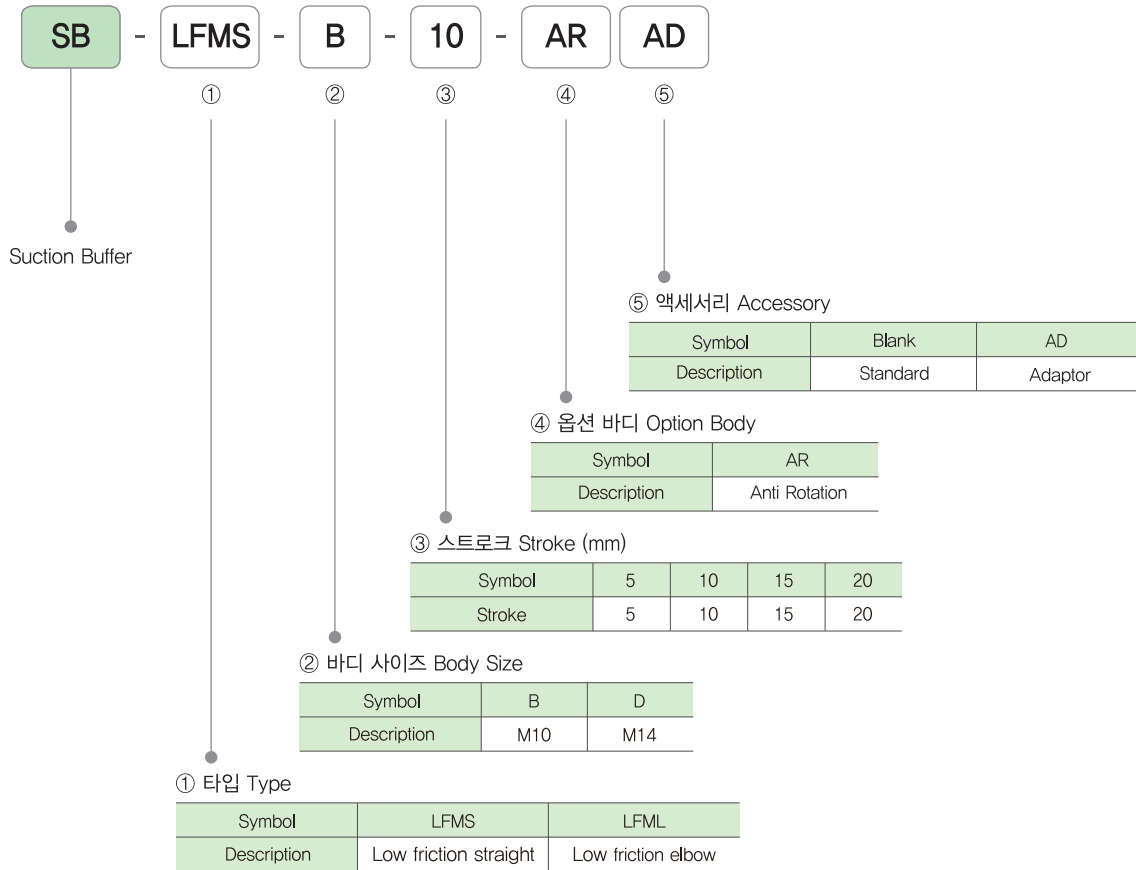 SB - LFMS - B - 10 - AR AD
① ② ③ ④ ⑤
Suction Buffer
⑤ 액세서리 Accessory
Symbol Blank AD
Description Standard Adaptor
④ 옵션 바디 Option Body
Symbol AR
Description Anti Rotation
③ 스트로크 Stroke (mm)
Symbol 5 10 15 20
Stroke 5 10 15 20
② 바디 사이즈 Body Size
Symbol B D
Description M10 M14
① 타입 Type
Symbol LFMS LFML
Description Low friction straight Low friction elbow